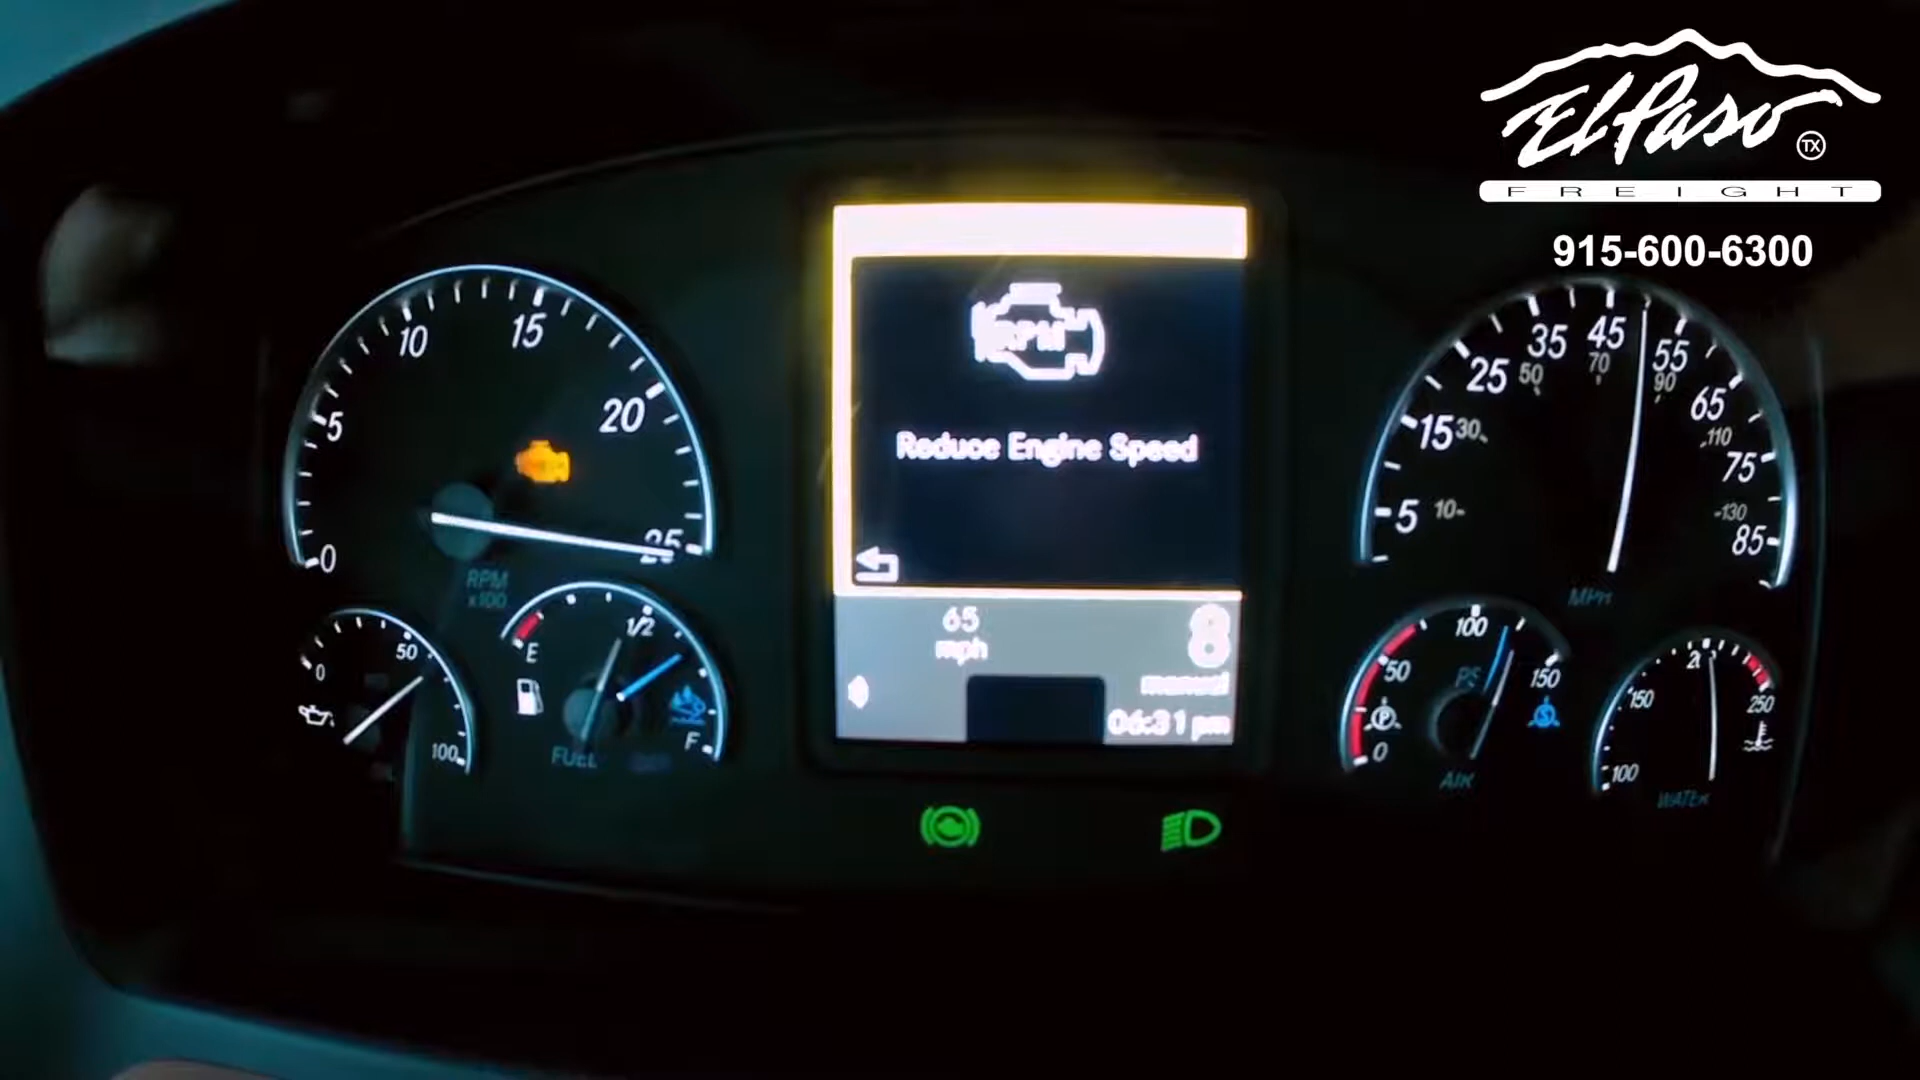 El Paso
TX
FREIGHT
915-600-6300
RPM
Reduce Engine Speed
65
mph
8
manual
06:31 pm
0
5
10
15
20
25
RPM
x100
0
50
100
E
1/2
F
FUEL
5
15
25
35
45
55
65
75
85
10
30
50
70
90
110
130
MPH
0
50
100
150
AIR
100
150
250
WATER